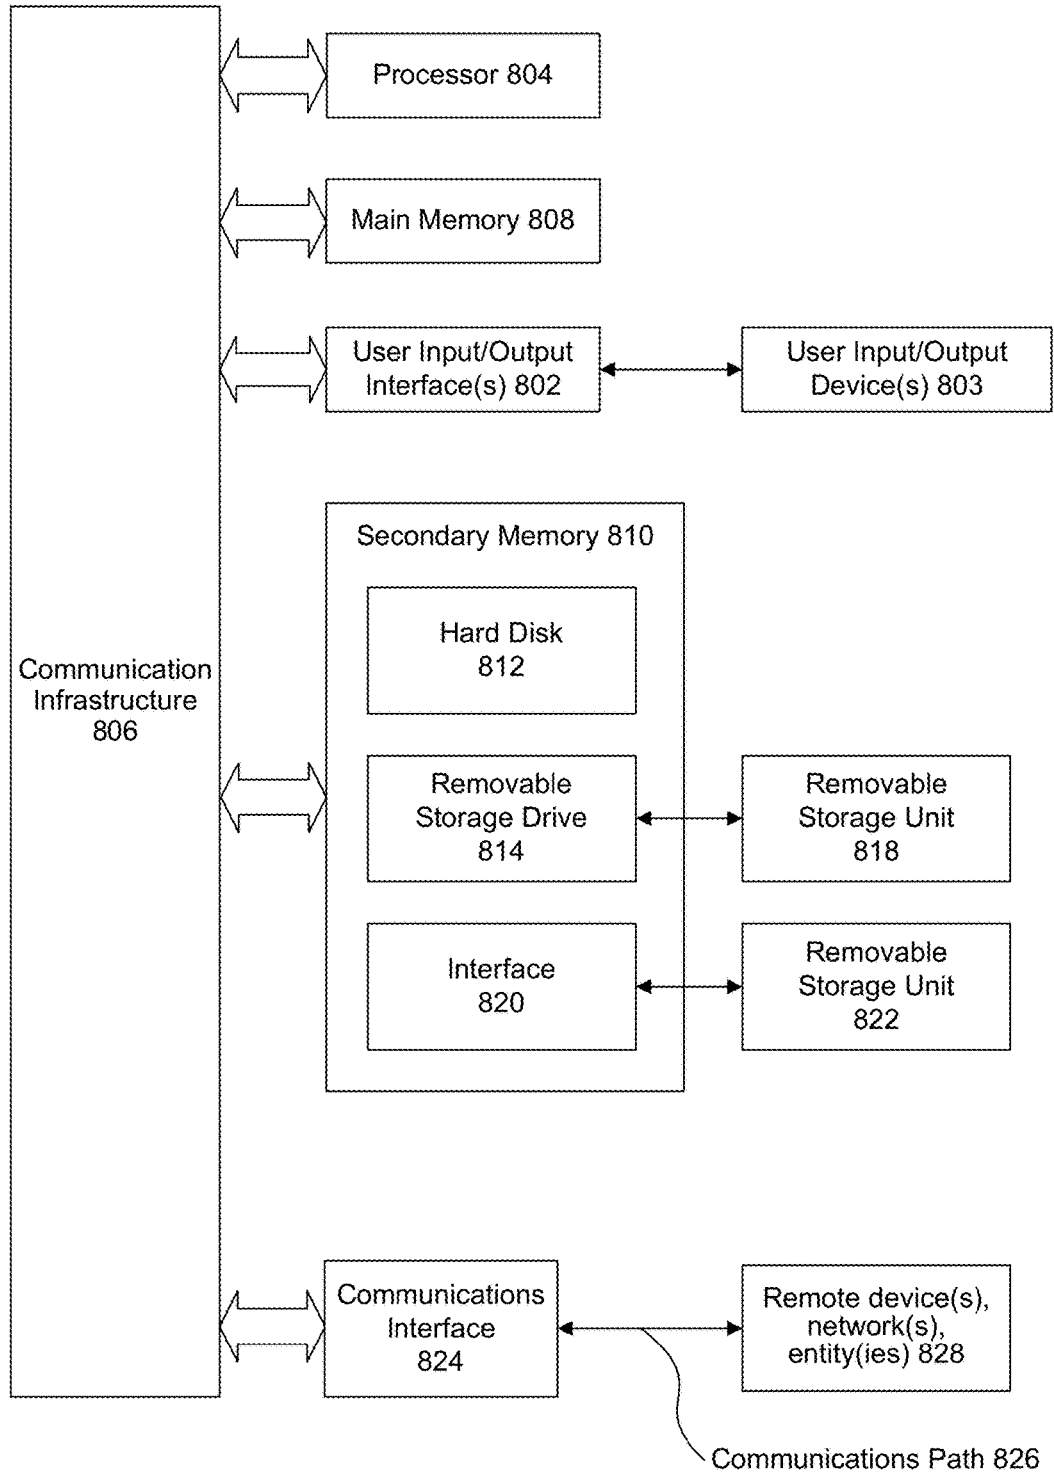 Processor 804
Main Memory 808
User Input/Output
Interface(s) 802
User Input/Output
Device(s) 803
Secondary Memory 810
Hard Disk
812
Communication
Infrastructure
806
Removable
Storage Drive
814
Removable
Storage Unit
818
Interface
820
Removable
Storage Unit
822
Communications
Interface
824
Remote device(s),
network(s),
entity(ies) 828
Communications Path 826